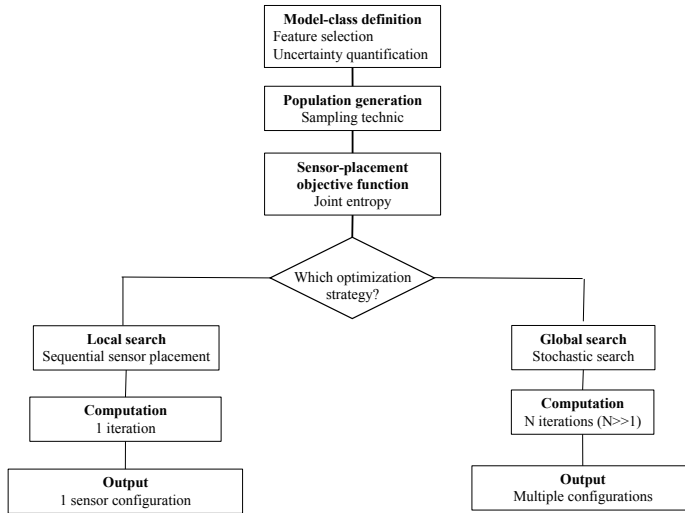 Model-class definition
Feature selection
Uncertainty quantification
Population generation
Sampling technic
Sensor-placement
objective function
Joint entropy
Which optimization
strategy?
Local search
Sequential sensor placement
Computation
1 iteration
Output
1 sensor configuration
Global search
Stochastic search
Computation
N iterations (N>>1)
Output
Multiple configurations